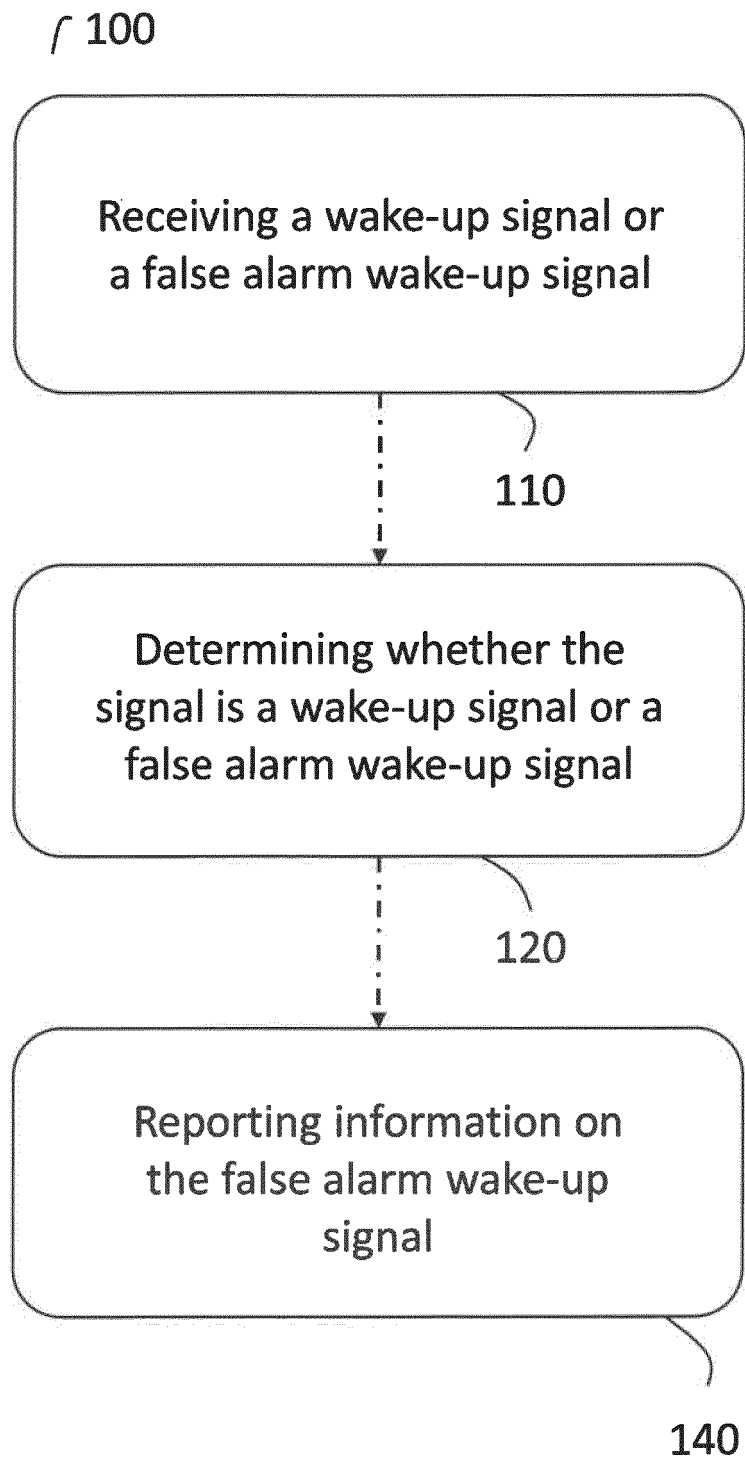 100
Receiving a wake-up signal or
a false alarm wake-up signal
110
Determining whether the
signal is a wake-up signal or a
false alarm wake-up signal
120
Reporting information on
the false alarm wake-up
signal
140